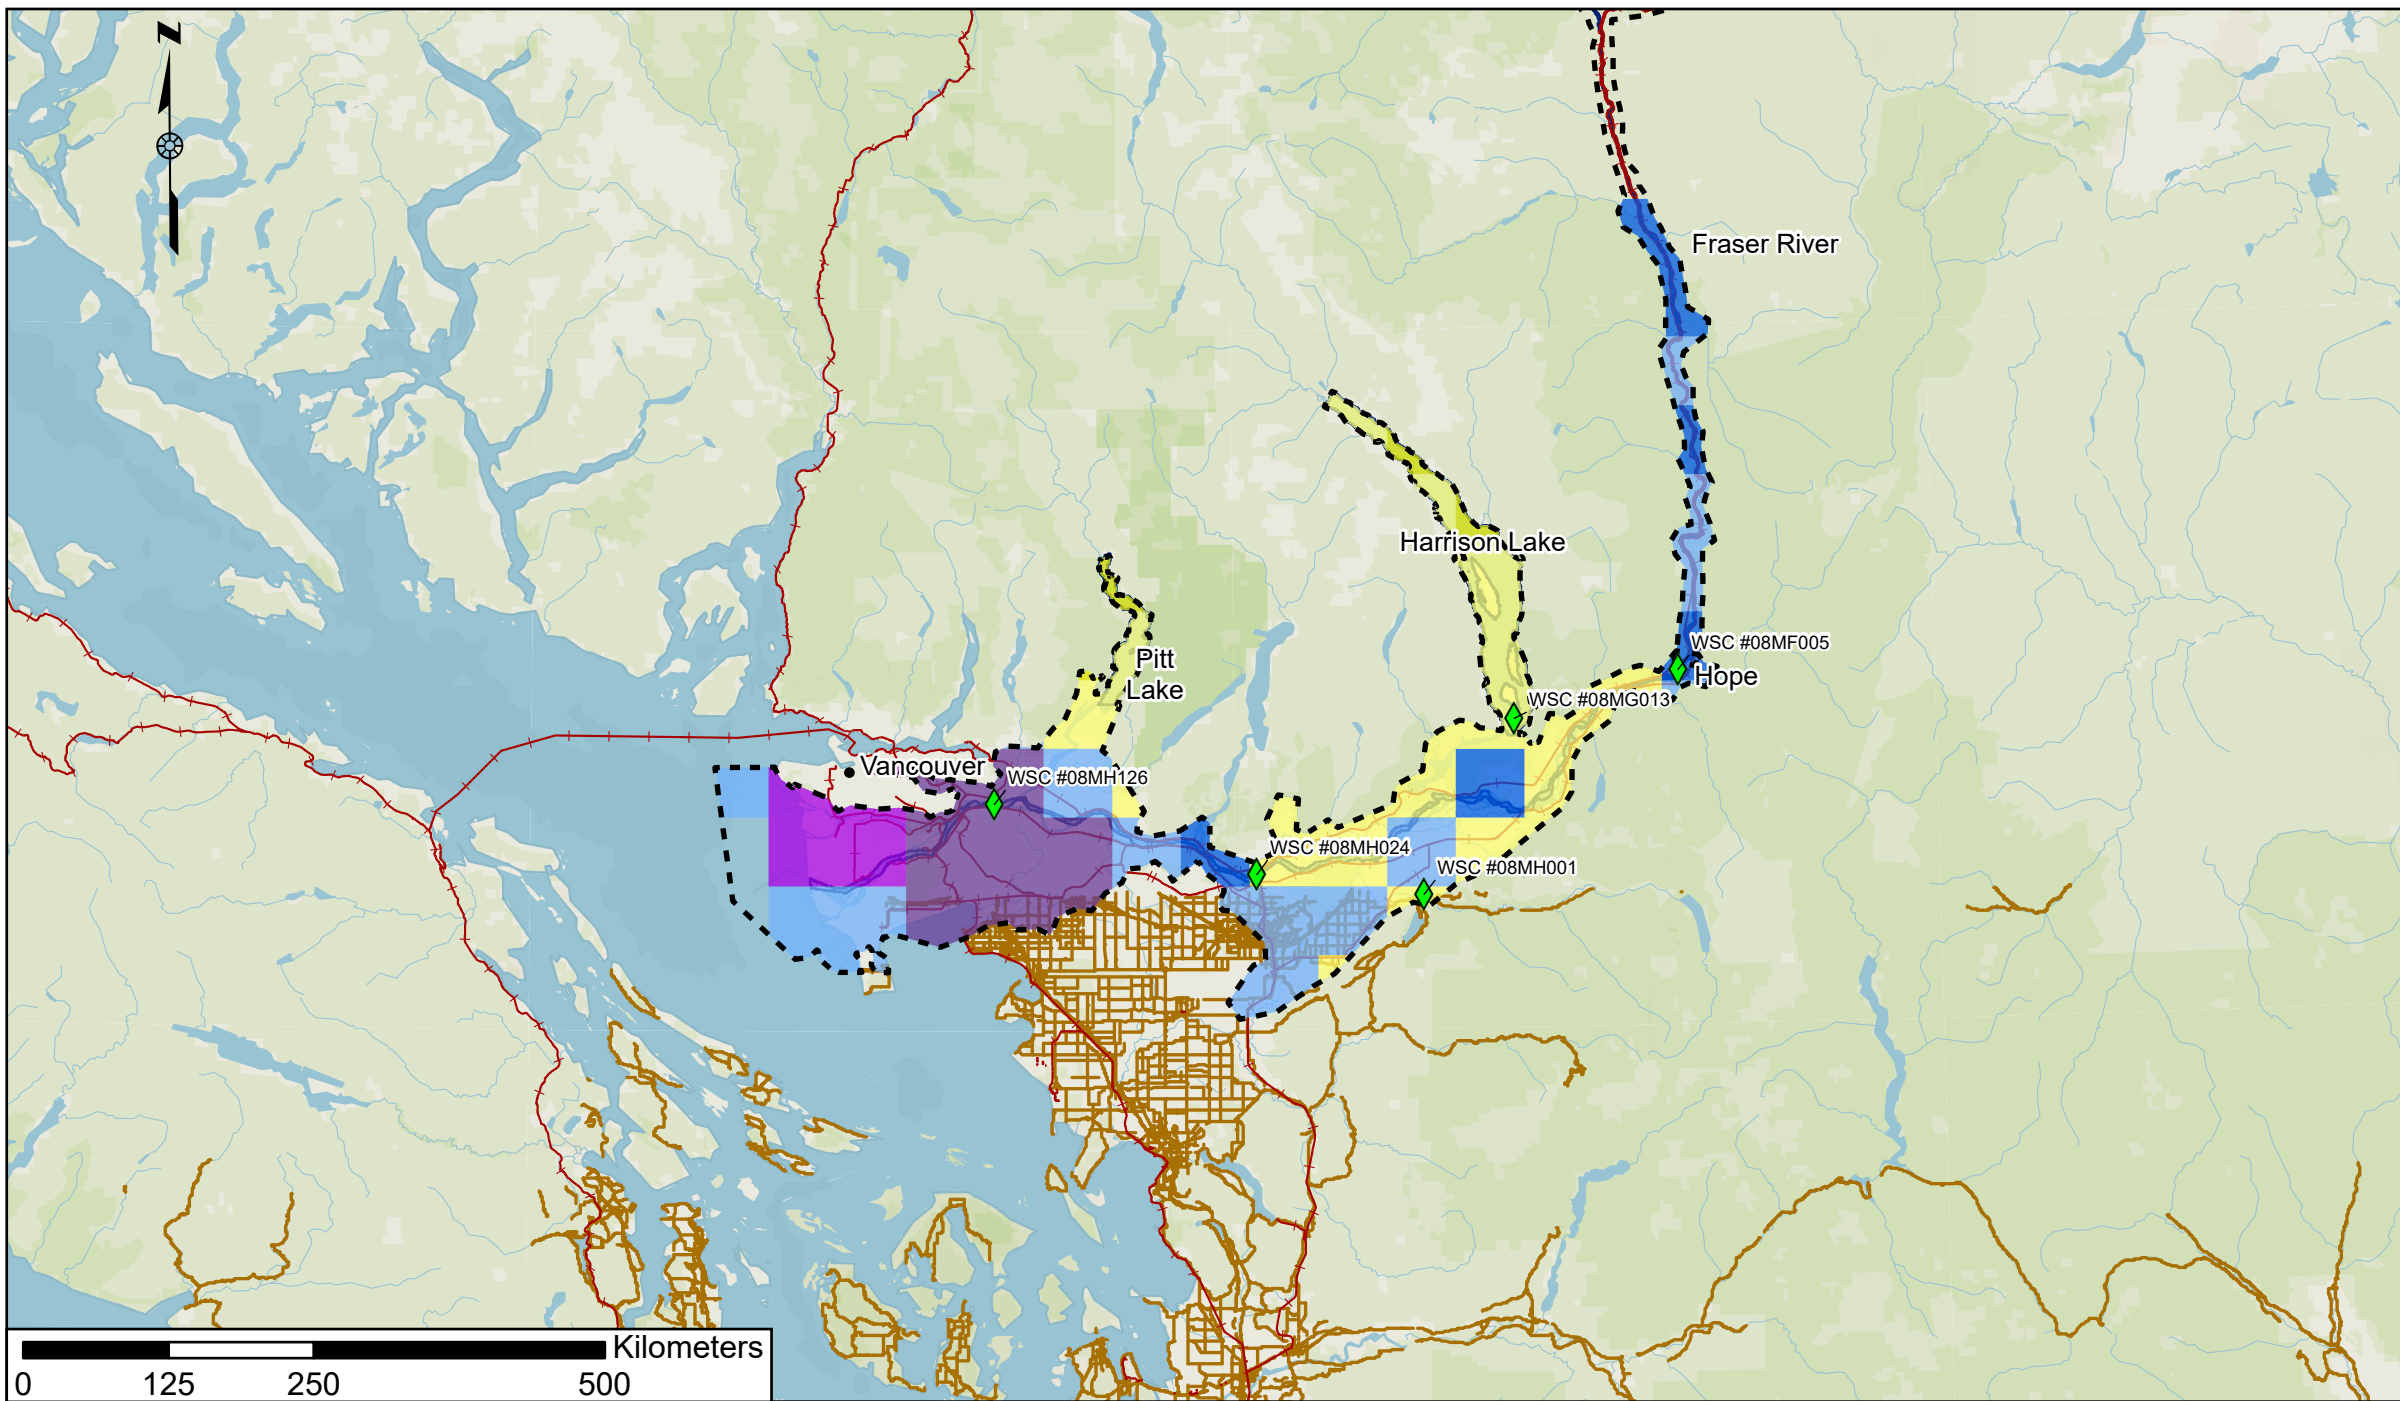 N
Fraser River
Harrison Lake
WSC #08MF005
Pitt
Lake
Hope
WSC #08MG013
Vancouver
WSC #08MH126
WSC #08MH024
WSC #08MH001
Kilometers
0 125 250 500